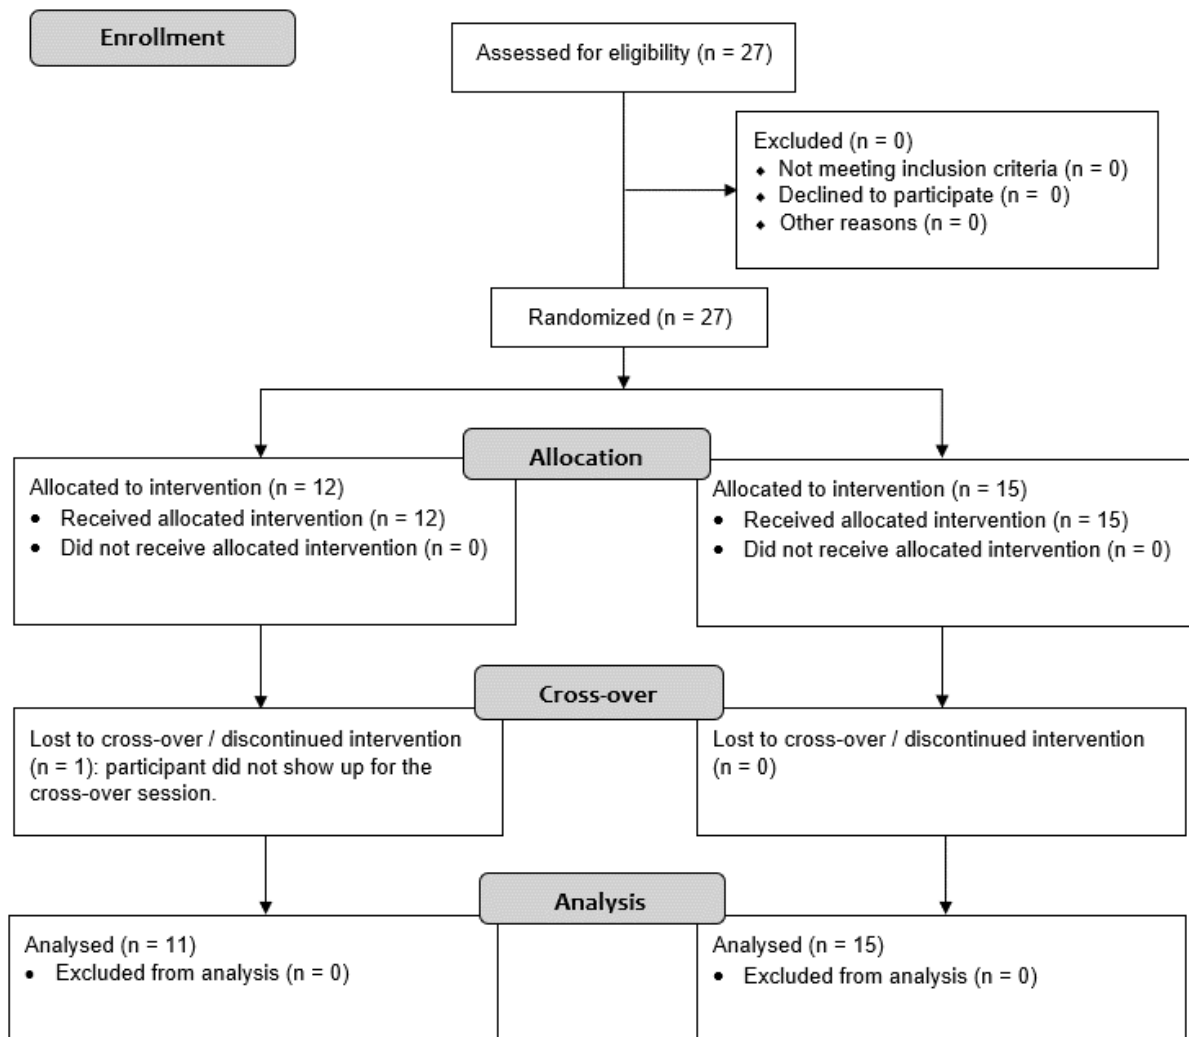 Enrollment
Assessed for eligibility (n = 27)
Excluded (n = 0)
◆ Not meeting inclusion criteria (n = 0)
◆ Declined to participate (n =  0)
◆ Other reasons (n = 0)
Randomized (n = 27)
Allocation
Allocated to intervention (n = 12)
• Received allocated intervention (n = 12)
• Did not receive allocated intervention (n = 0)
Allocated to intervention (n = 15)
• Received allocated intervention (n = 15)
• Did not receive allocated intervention (n = 0)
Cross-over
Lost to cross-over / discontinued intervention
(n = 1): participant did not show up for the
cross-over session.
Lost to cross-over / discontinued intervention
(n = 0)
Analysis
Analysed (n = 11)
• Excluded from analysis (n = 0)
Analysed (n = 15)
• Excluded from analysis (n = 0)